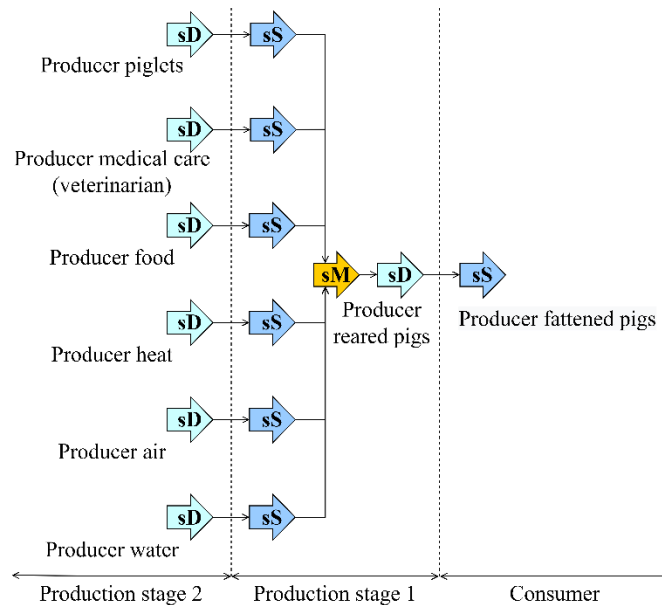 sD sS
Producer piglets
sD sS
Producer medical care
(veterinarian)
sD sS
Producer food
sM sD sS
Producer
reared pigs
Producer fattened pigs
sD sS
Producer heat
sD sS
Producer air
sD sS
Producer water
Production stage 2 Production stage 1 Consumer